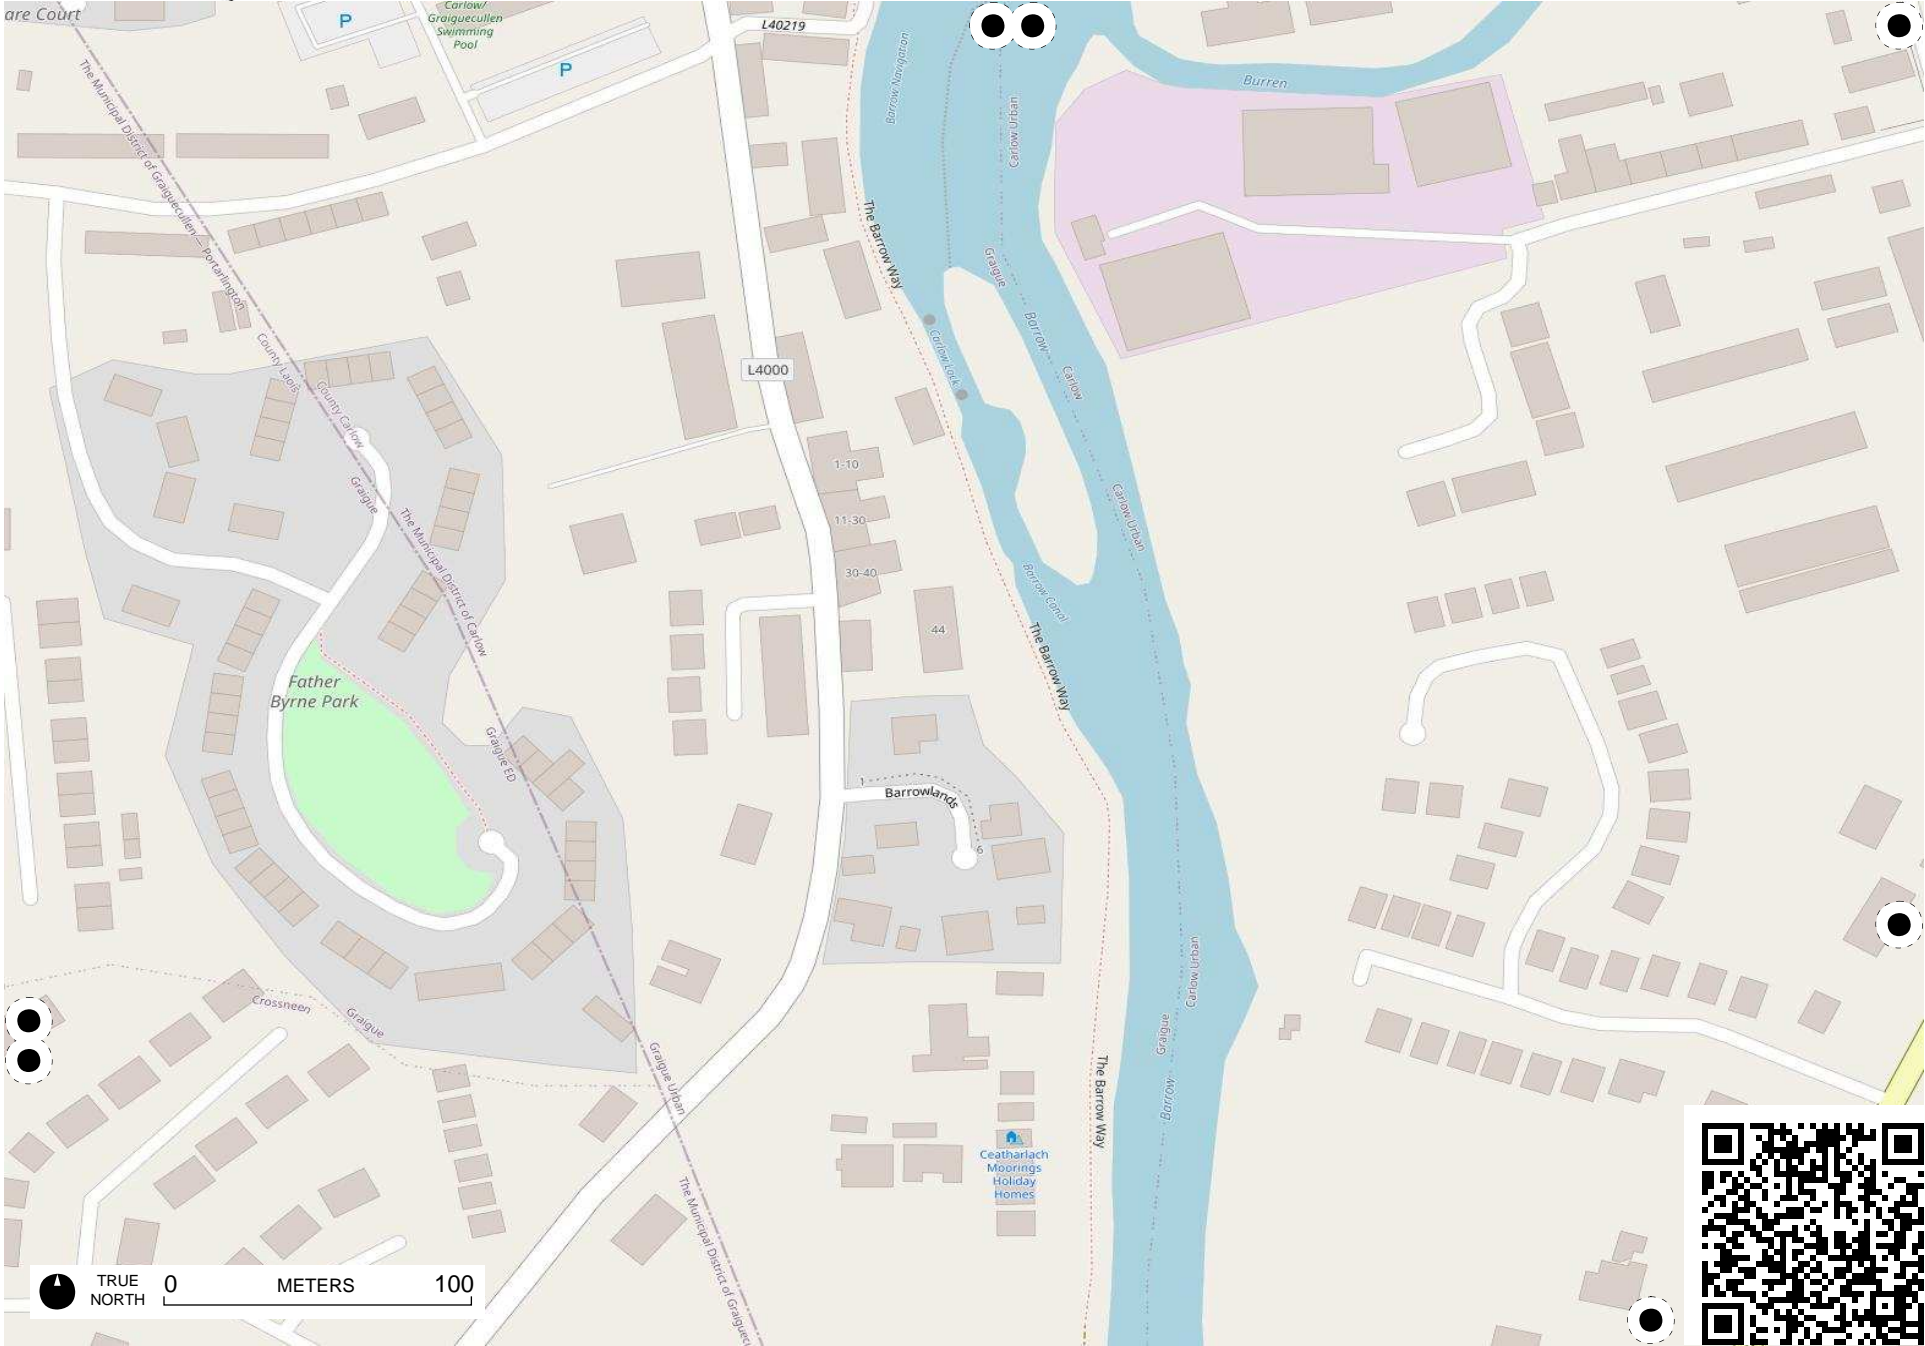 are Court
P
Carlow/
Graiguecullen
Swimming
Pool
P
L40219
Barrow Navigation
Burren
Carlow Urban
Graigue
The Municipal District of Graiguecullen — Portarlington
The Barrow Way
Carlow Lock
Barrow
Carlow
County Laois
County Carlow
L4000
1-10
11-30
30-40
Graigue
The Municipal District of Carlow
Carlow Urban
Barrow Canal
The Barrow Way
44
Father
Byrne Park
Graigue ED
1
Barrowlands
6
Carlow Urban
Graigue
Barrow
Crossneen
Graigue
Graigue Urban
The Barrow Way
Ceatharlach
Moorings
Holiday
Homes
The Municipal District of Graiguec
TRUE
NORTH
0 METERS 100